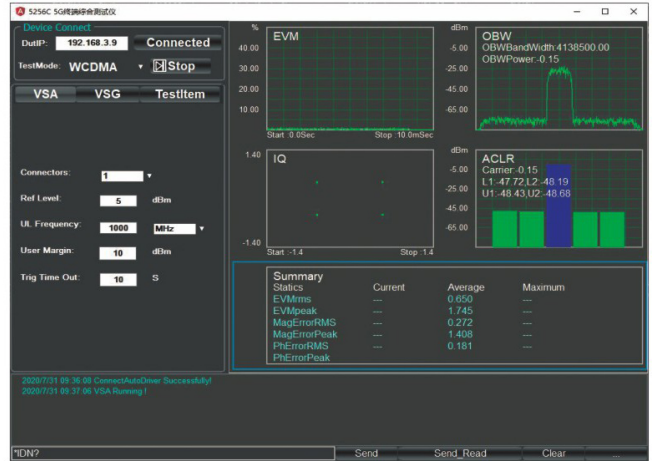 5256C 5G终端综合测试仪
Device Connect
DutIP: 192.168.3.9 Connected
TestMode: WCDMA Stop
VSA VSG TestItem
Connectors: 1
Ref Level: 5 dBm
UL Frequency: 1000 MHz
User Margin: 10 dBm
Trig Time Out: 10 S
% EVM
40.00
30.00
20.00
10.00
Start :0.0Sec Stop :10.0mSec
dBm OBW
OBWBandWidth:4138500.00
OBWPower:-0.15
-5.00
-25.00
-45.00
-65.00
1.40 IQ
-1.40
Start :-1.4 Stop :1.4
dBm ACLR
Carrier:-0.15
L1:-47.72,L2:-48.19
U1:-48.43,U2:-48.68
-5.00
-25.00
-45.00
-65.00
Summary
Statics Current Average Maximum
EVMrms --- 0.650 ---
EVMpeak --- 1.745 ---
MagErrorRMS --- 0.272 ---
MagErrorPeak --- 1.408 ---
PhErrorRMS --- 0.181 ---
PhErrorPeak
2020/7/31 09:36:08 ConnectAutoDriver Successfully!
2020/7/31 09:37:06 VSA Running !
*IDN? Send Send_Read Clear ...